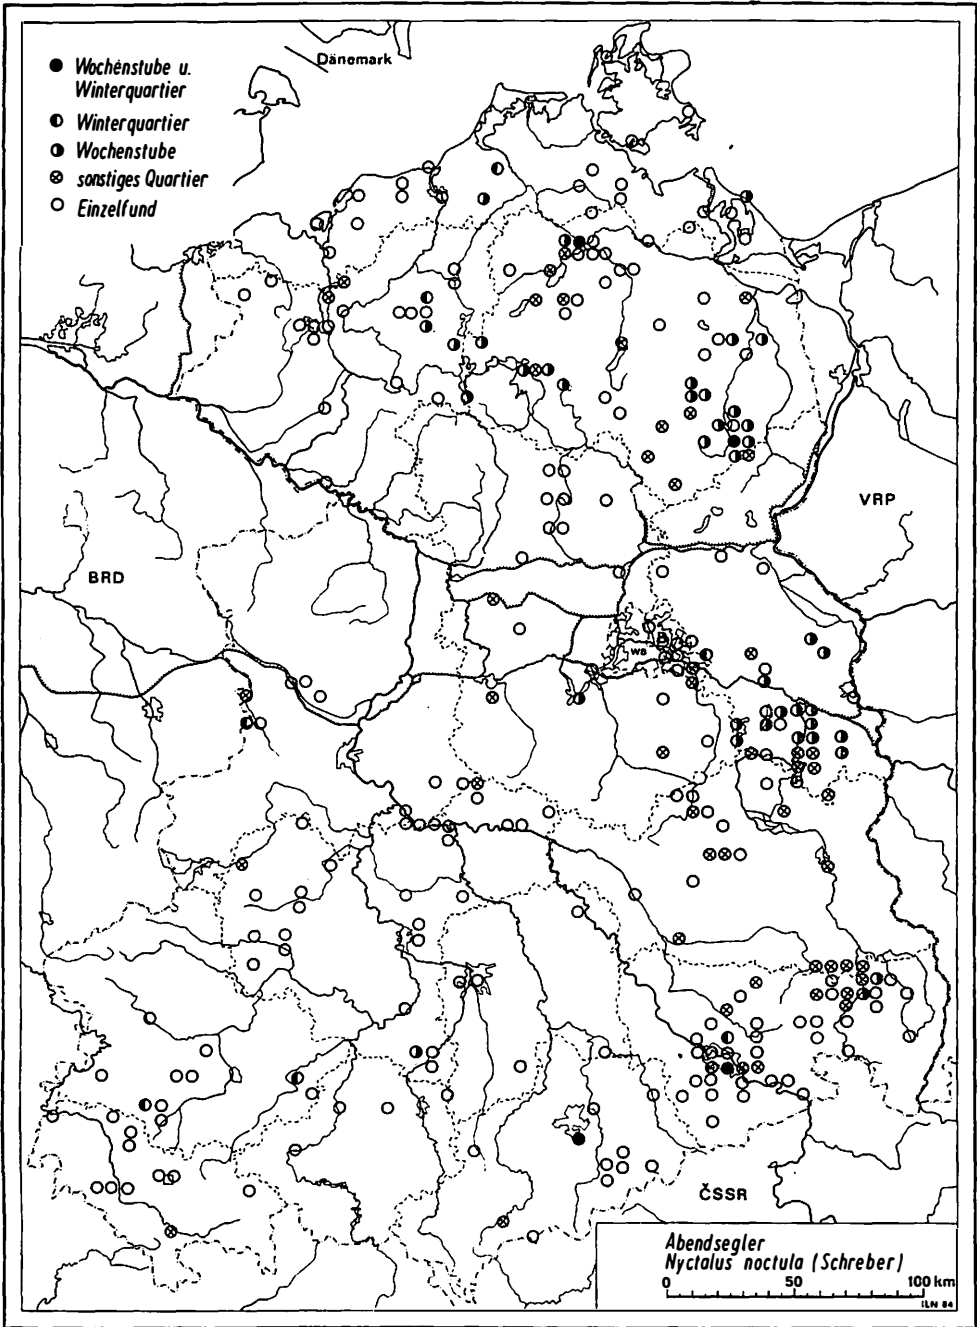 Dänemark
Wochenstube u.
Winterquartier
Winterquartier
Wochenstube
sonstiges Quartier
Einzelfund
VRP
BRD
WB
ČSSR
Abendsegler
Nyctalus noctula (Schreber)
0 50 100 km
ILN 84